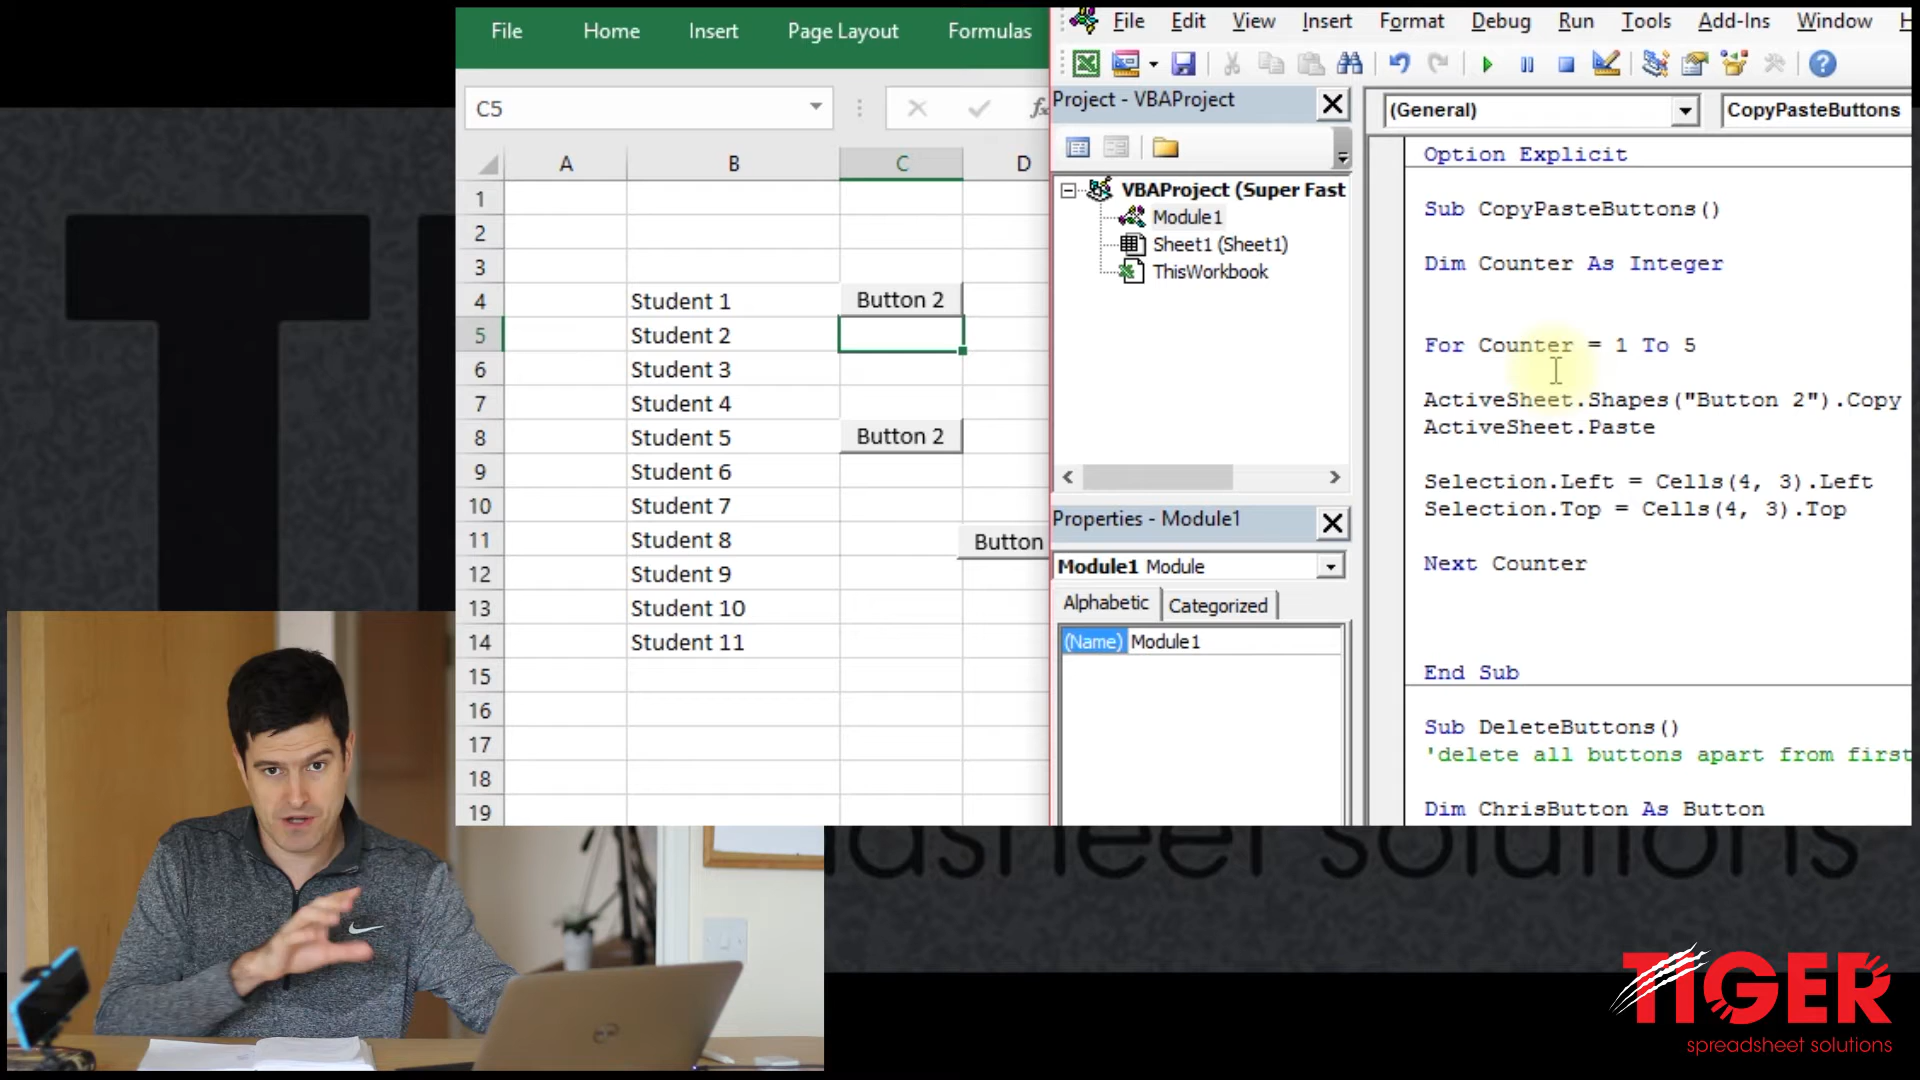 File Home Insert Page Layout Formulas
C5
fx
A B C D
1
2
3
4 Student 1 Button 2
5 Student 2
6 Student 3
7 Student 4
8 Student 5 Button 2
9 Student 6
10 Student 7
11 Student 8 Button
12 Student 9
13 Student 10
14 Student 11
15
16
17
18
19
File Edit View Insert Format Debug Run Tools Add-Ins Window H
Project - VBAProject
VBAProject (Super Fast
Module1
Sheet1 (Sheet1)
ThisWorkbook
Properties - Module1
Module1 Module
Alphabetic Categorized
(Name) Module1
(General) CopyPasteButtons
Option Explicit
Sub CopyPasteButtons()
Dim Counter As Integer
For Counter = 1 To 5
ActiveSheet.Shapes("Button 2").Copy
ActiveSheet.Paste
Selection.Left = Cells(4, 3).Left
Selection.Top = Cells(4, 3).Top
Next Counter
End Sub
Sub DeleteButtons()
'delete all buttons apart from first
Dim ChrisButton As Button
solutions
TIGER
spreadsheet solutions